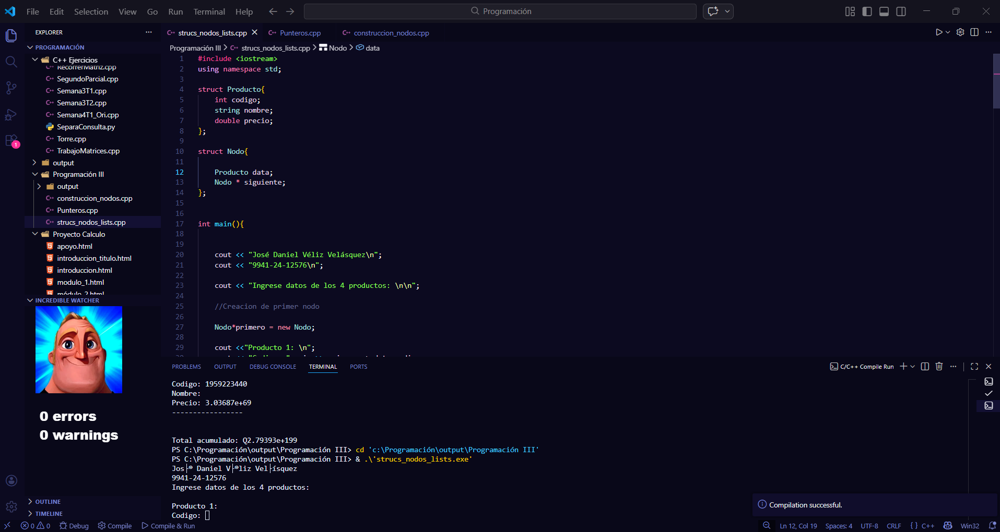 File Edit Selection View Go Run Terminal Help
Programación
EXPLORER
PROGRAMACIÓN
C++ Ejercicios
RecorrerMatriz.cpp
SegundoParcial.cpp
Semana3T1.cpp
Semana3T2.cpp
Semana4T1_Ori.cpp
SeparaConsulta.py
Torre.cpp
TrabajoMatrices.cpp
output
Programación III
output
construccion_nodos.cpp
Punteros.cpp
strucs_nodos_lists.cpp
Proyecto Calculo
apoyo.html
introduccion_titulo.html
introduccion.html
modulo_1.html
módulo_2.html
INCREDIBLE WATCHER
0 errors
0 warnings
OUTLINE
TIMELINE
1
strucs_nodos_lists.cpp Punteros.cpp construccion_nodos.cpp
Programación III > strucs_nodos_lists.cpp > Nodo > data
1 #include <iostream>
2 using namespace std;
3
4 struct Producto{
5 int codigo;
6 string nombre;
7 double precio;
8 };
9
10 struct Nodo{
11
12 Producto data;
13 Nodo * siguiente;
14 };
15
16
17 int main(){
18
19
20 cout << "José Daniel Véliz Velásquez\n";
21 cout << "9941-24-12576\n";
22
23 cout << "Ingrese datos de los 4 productos: \n\n";
24
25 //Creacion de primer nodo
26
27 Nodo*primero = new Nodo;
28
29 cout <<"Producto 1: \n";
PROBLEMS OUTPUT DEBUG CONSOLE TERMINAL PORTS
C/C++ Compile Run
Codigo: 1959223440
Nombre:
Precio: 3.03687e+69
-----------------
Total acumulado: Q2.79393e+199
PS C:\Programación\output\Programación III> cd 'c:\Programación\output\Programación III'
PS C:\Programación\output\Programación III> & .\'strucs_nodos_lists.exe'
Jos├® Daniel V├®liz Vel├ísquez
9941-24-12576
Ingrese datos de los 4 productos:
Producto 1:
Codigo:
Compilation successful.
0 0 Debug Compile Compile & Run
Ln 12, Col 19 Spaces: 4 UTF-8 CRLF { } C++ Win32